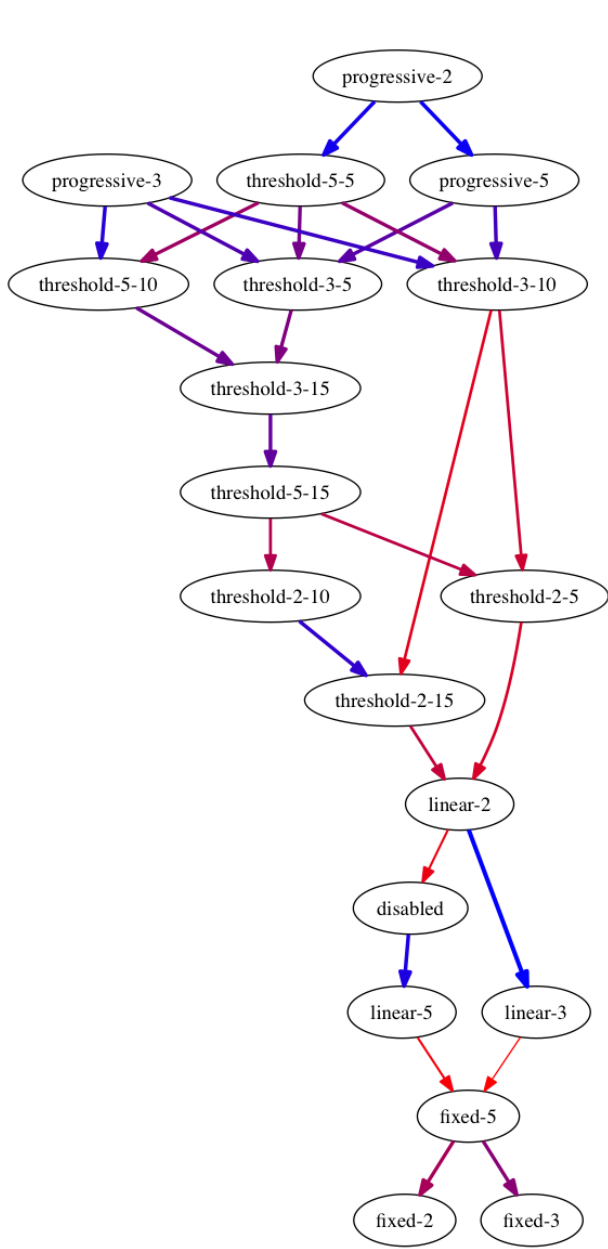 progressive-2
progressive-3
threshold-5-5
progressive-5
threshold-5-10
threshold-3-5
threshold-3-10
threshold-3-15
threshold-5-15
threshold-2-10
threshold-2-5
threshold-2-15
linear-2
disabled
linear-5
linear-3
fixed-5
fixed-2
fixed-3